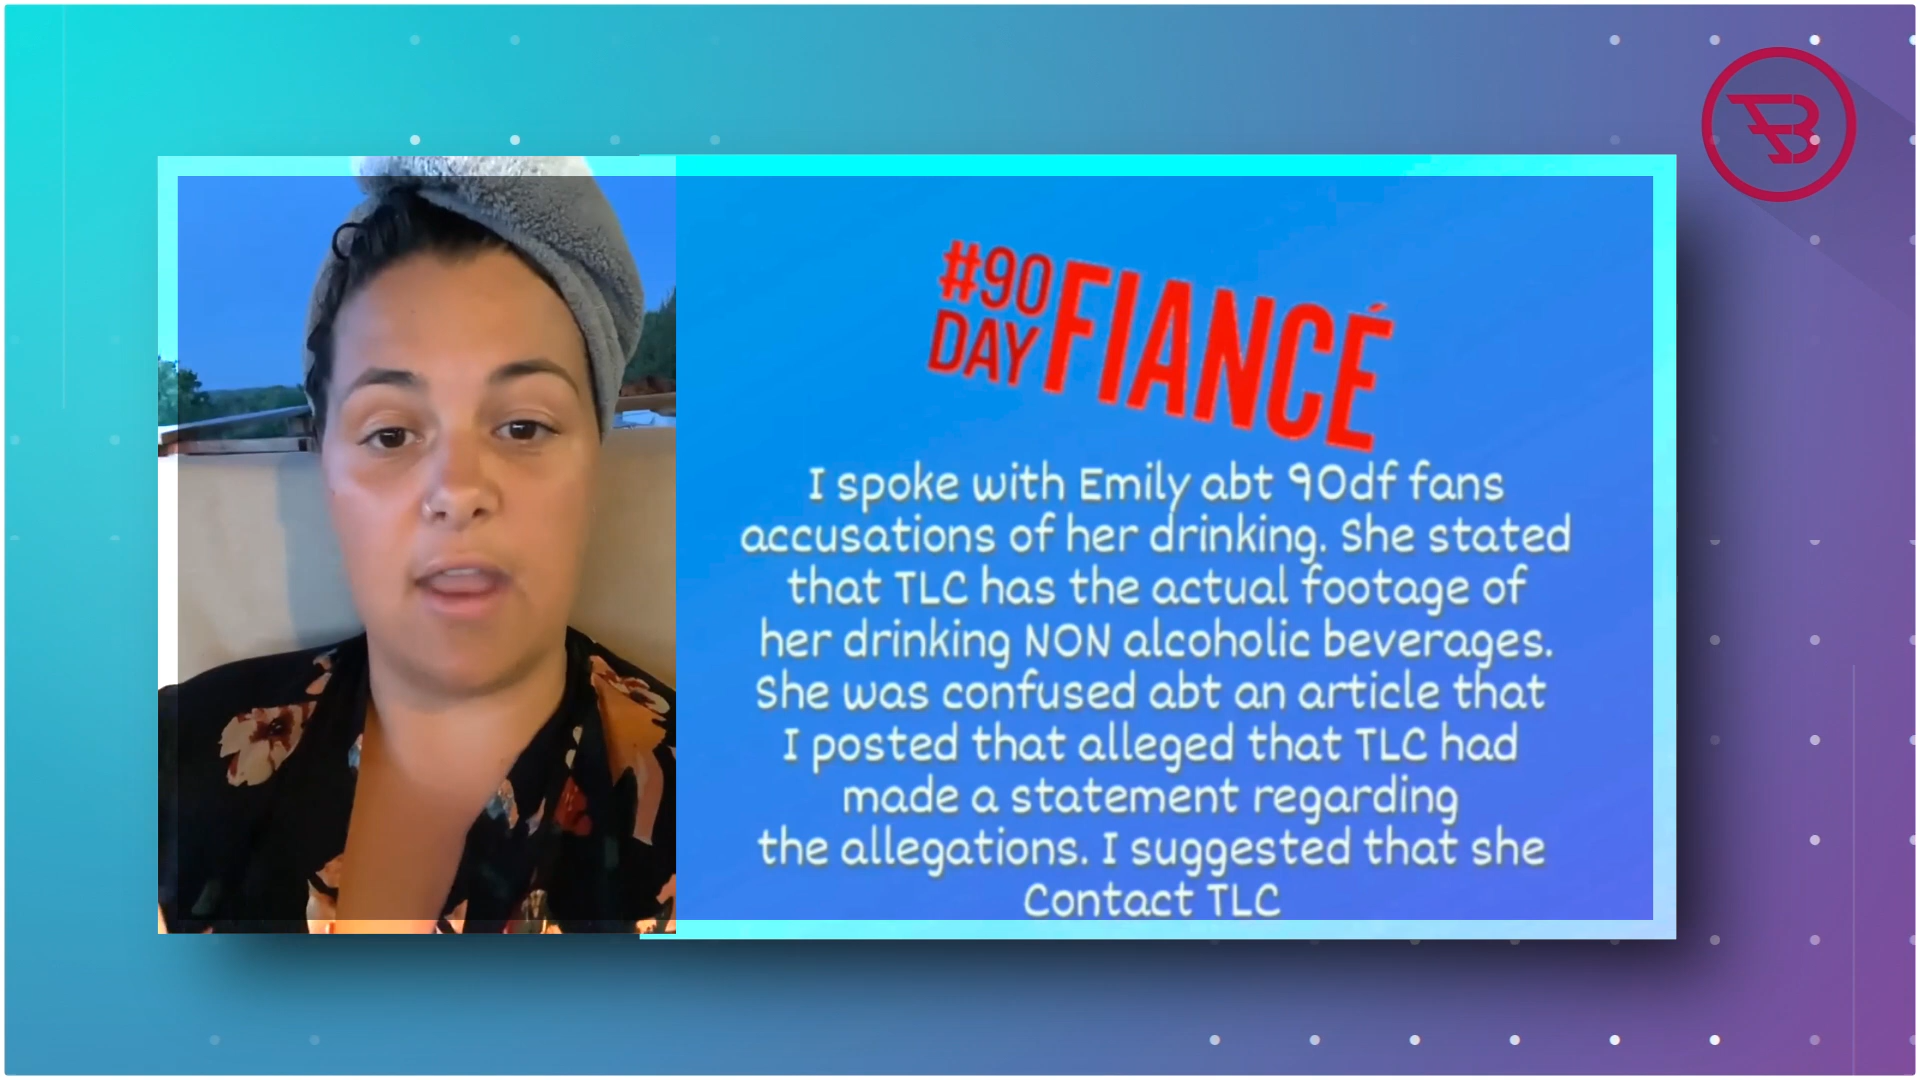 #90
DAY FIANCÉ
I spoke with Emily abt 90df fans
accusations of her drinking. She stated
that TLC has the actual footage of
her drinking NON alcoholic beverages.
She was confused abt an article that
I posted that alleged that TLC had
made a statement regarding
the allegations. I suggested that she
Contact TLC